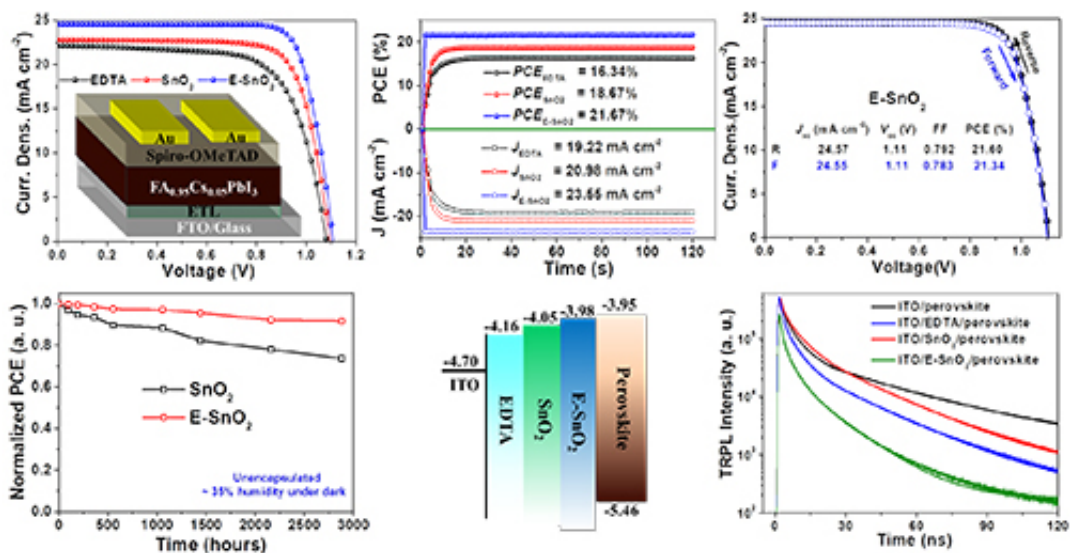 25
20
15
10
5
0
0.0 0.2 0.4 0.6 0.8 1.0 1.2
Curr. Dens. (mA cm⁻²)
Voltage (V)
EDTA SnO₂ E-SnO₂
Au Au
Spiro-OMeTAD
FA₀.₉₅Cs₀.₀₅PbI₃
ETL
FTO/Glass
PCE (%)
J (mA cm⁻²)
20
10
0
-10
-20
0 20 40 60 80 100 120
Time (s)
PCE_EDTA = 16.34%
PCE_SnO2 = 18.67%
PCE_E-SnO2 = 21.67%
J_EDTA = 19.22 mA cm⁻²
J_SnO2 = 20.98 mA cm⁻²
J_E-SnO2 = 23.55 mA cm⁻²
Curr. Dens.(mA cm⁻²)
25
20
15
10
5
0
0.0 0.2 0.4 0.6 0.8 1.0
Voltage(V)
Reverse
Forward
E-SnO₂
J_sc (mA cm⁻²) V_oc (V) FF PCE (%)
R 24.57 1.11 0.792 21.60
F 24.55 1.11 0.783 21.34
Normalized PCE (a. u.)
1.0
0.8
0.6
0.4
0.2
0.0
0 500 1000 1500 2000 2500 3000
Time (hours)
SnO₂
E-SnO₂
Unencapsulated
~ 35% humidity under dark
-4.70
ITO
-4.16
EDTA
-4.05
SnO₂
-3.98
E-SnO₂
-3.95
Perovskite
-5.46
TRPL Intensity (a. u.)
0 30 60 90 120
Time (ns)
ITO/perovskite
ITO/EDTA/perovskite
ITO/SnO₂/perovskite
ITO/E-SnO₂/perovskite